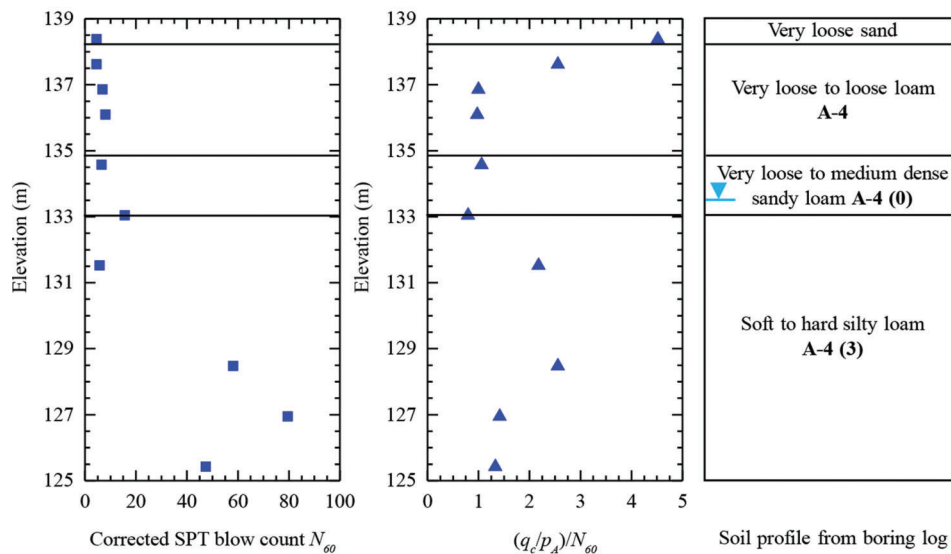 139
137
135
133
131
129
127
125
0 20 40 60 80 100
Elevation (m)
Corrected SPT blow count N60
139
137
135
133
131
129
127
125
0 1 2 3 4 5
Elevation (m)
(qc/pA)/N60
Very loose sand
Very loose to loose loam
A-4
Very loose to medium dense
sandy loam A-4 (0)
Soft to hard silty loam
A-4 (3)
Soil profile from boring log